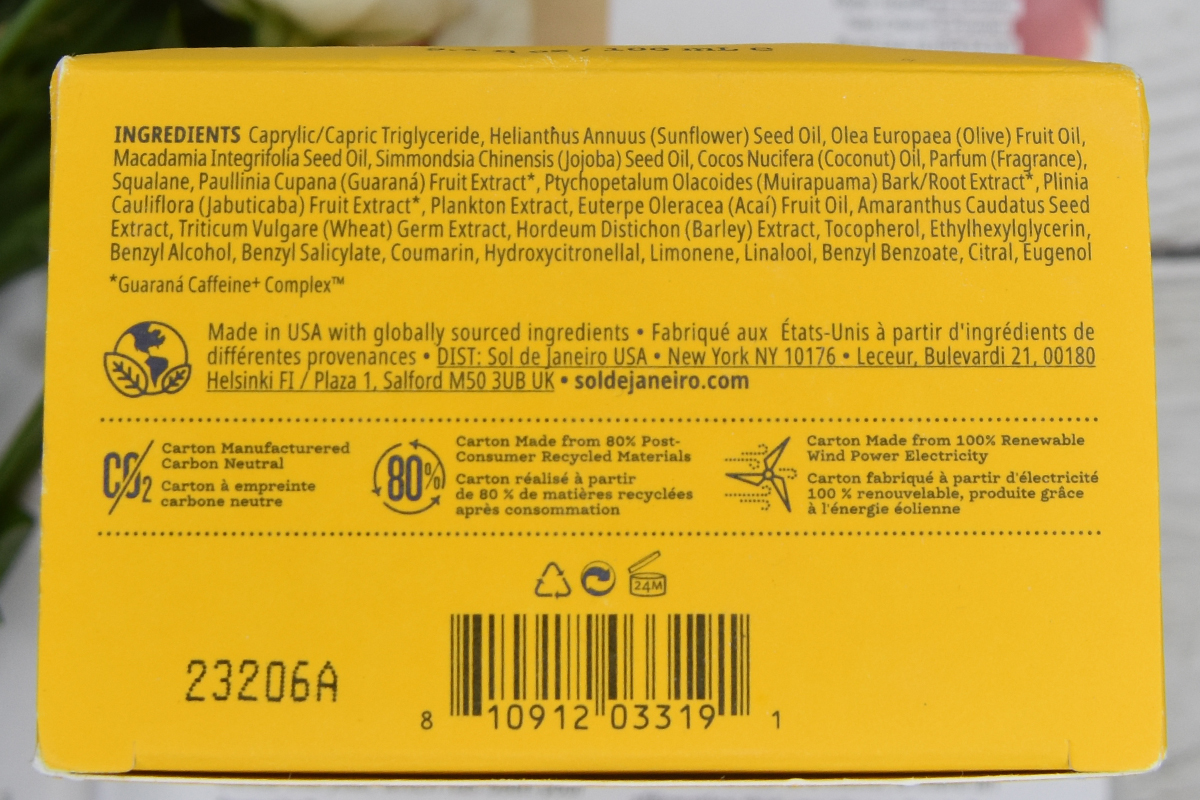 INGREDIENTS Caprylic/Capric Triglyceride, Helianthus Annuus (Sunflower) Seed Oil, Olea Europaea (Olive) Fruit Oil,
Macadamia Integrifolia Seed Oil, Simmondsia Chinensis (Jojoba) Seed Oil, Cocos Nucifera (Coconut) Oil, Parfum (Fragrance),
Squalane, Paullinia Cupana (Guaraná) Fruit Extract*, Ptychopetalum Olacoides (Muirapuama) Bark/Root Extract*, Plinia
Cauliflora (Jabuticaba) Fruit Extract*, Plankton Extract, Euterpe Oleracea (Acaí) Fruit Oil, Amaranthus Caudatus Seed
Extract, Triticum Vulgare (Wheat) Germ Extract, Hordeum Distichon (Barley) Extract, Tocopherol, Ethylhexylglycerin,
Benzyl Alcohol, Benzyl Salicylate, Coumarin, Hydroxycitronellal, Limonene, Linalool, Benzyl Benzoate, Citral, Eugenol
*Guaraná Caffeine+ Complex™
Made in USA with globally sourced ingredients • Fabriqué aux États-Unis à partir d'ingrédients de
différentes provenances • DIST: Sol de Janeiro USA • New York NY 10176 • Leceur, Bulevardi 21, 00180
Helsinki FI / Plaza 1, Salford M50 3UB UK • soldejaneiro.com
CO2
Carton Manufacturered
Carbon Neutral
Carton à empreinte
carbone neutre
80%
Carton Made from 80% Post-
Consumer Recycled Materials
Carton réalisé à partir
de 80 % de matières recyclées
après consommation
Carton Made from 100% Renewable
Wind Power Electricity
Carton fabriqué à partir d'électricité
100 % renouvelable, produite grâce
à l'énergie éolienne
24M
23206A
8 10912 03319 1